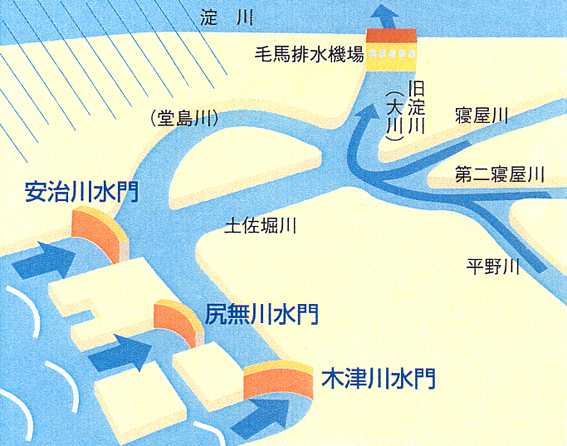 淀川
毛馬排水機場
旧淀川
（大川）
（堂島川）
寝屋川
第二寝屋川
安治川水門
土佐堀川
平野川
尻無川水門
木津川水門